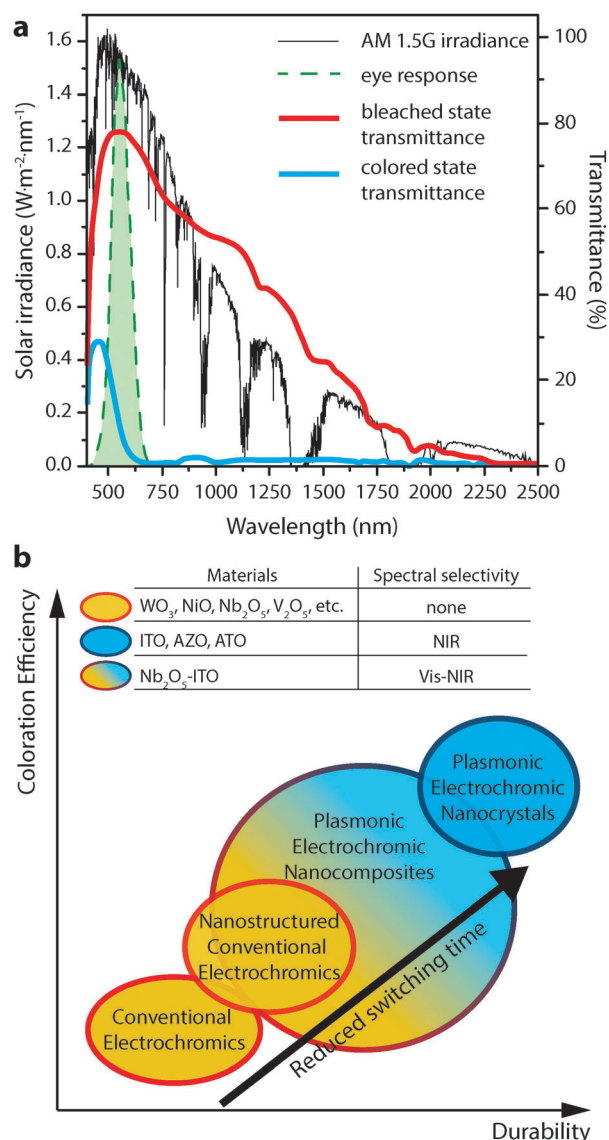 a
AM 1.5G irradiance
eye response
bleached state
transmittance
colored state
transmittance
Solar irradiance (W·m⁻²·nm⁻¹)
1.6
1.4
1.2
1.0
0.8
0.6
0.4
0.2
0.0
100
80
60
40
20
0
Transmittance (%)
500 750 1000 1250 1500 1750 2000 2250 2500
Wavelength (nm)
b
Materials Spectral selectivity
WO₃, NiO, Nb₂O₅, V₂O₅, etc. none
ITO, AZO, ATO NIR
Nb₂O₅-ITO Vis-NIR
Coloration Efficiency
Plasmonic
Electrochromic
Nanocrystals
Plasmonic
Electrochromic
Nanocomposites
Nanostructured
Conventional
Electrochromics
Conventional
Electrochromics
Reduced switching time
Durability